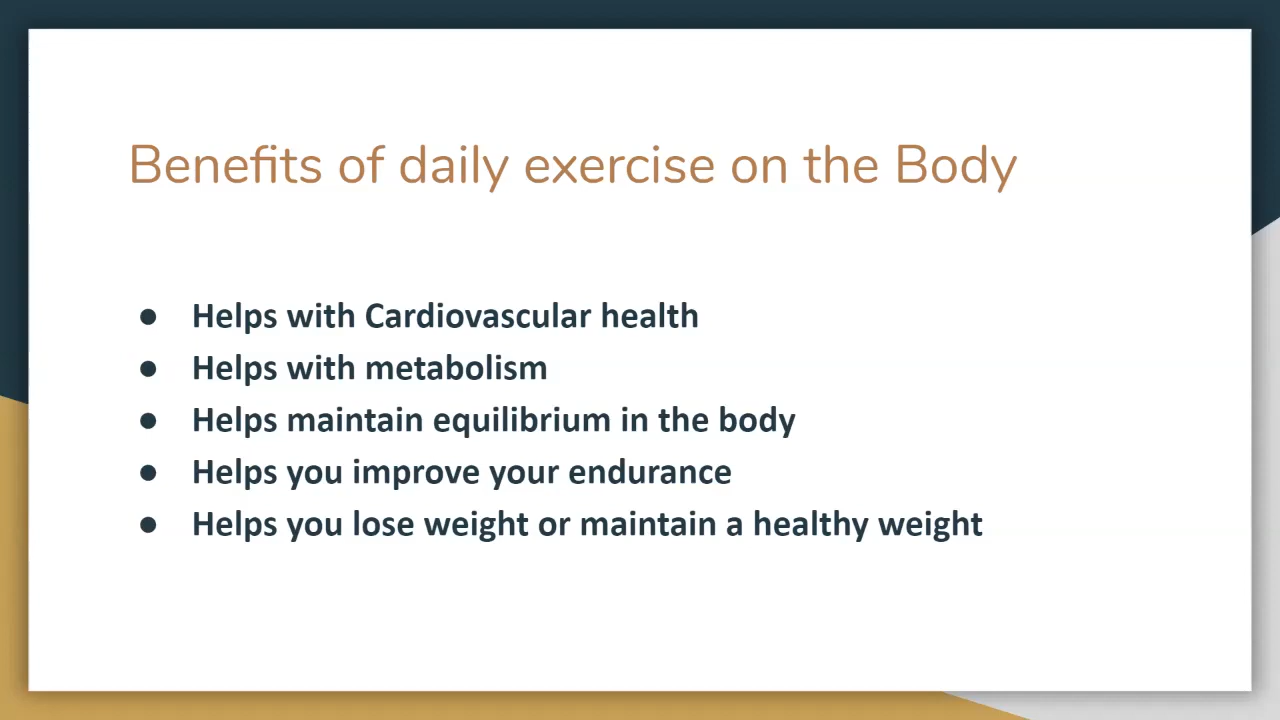 Benefits of daily exercise on the Body
● Helps with Cardiovascular health
● Helps with metabolism
● Helps maintain equilibrium in the body
● Helps you improve your endurance
● Helps you lose weight or maintain a healthy weight